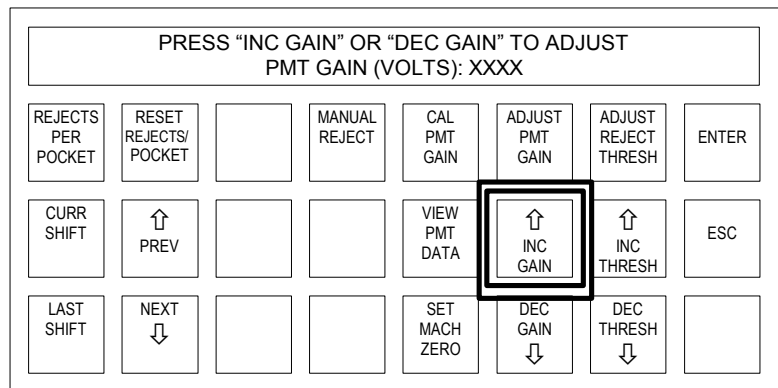 PRESS “INC GAIN” OR “DEC GAIN” TO ADJUST
PMT GAIN (VOLTS): XXXX
REJECTS
PER
POCKET
RESET
REJECTS/
POCKET
MANUAL
REJECT
CAL
PMT
GAIN
ADJUST
PMT
GAIN
ADJUST
REJECT
THRESH
ENTER
CURR
SHIFT
⇧
PREV
VIEW
PMT
DATA
⇧
INC
GAIN
⇧
INC
THRESH
ESC
LAST
SHIFT
NEXT
⇩
SET
MACH
ZERO
DEC
GAIN
⇩
DEC
THRESH
⇩